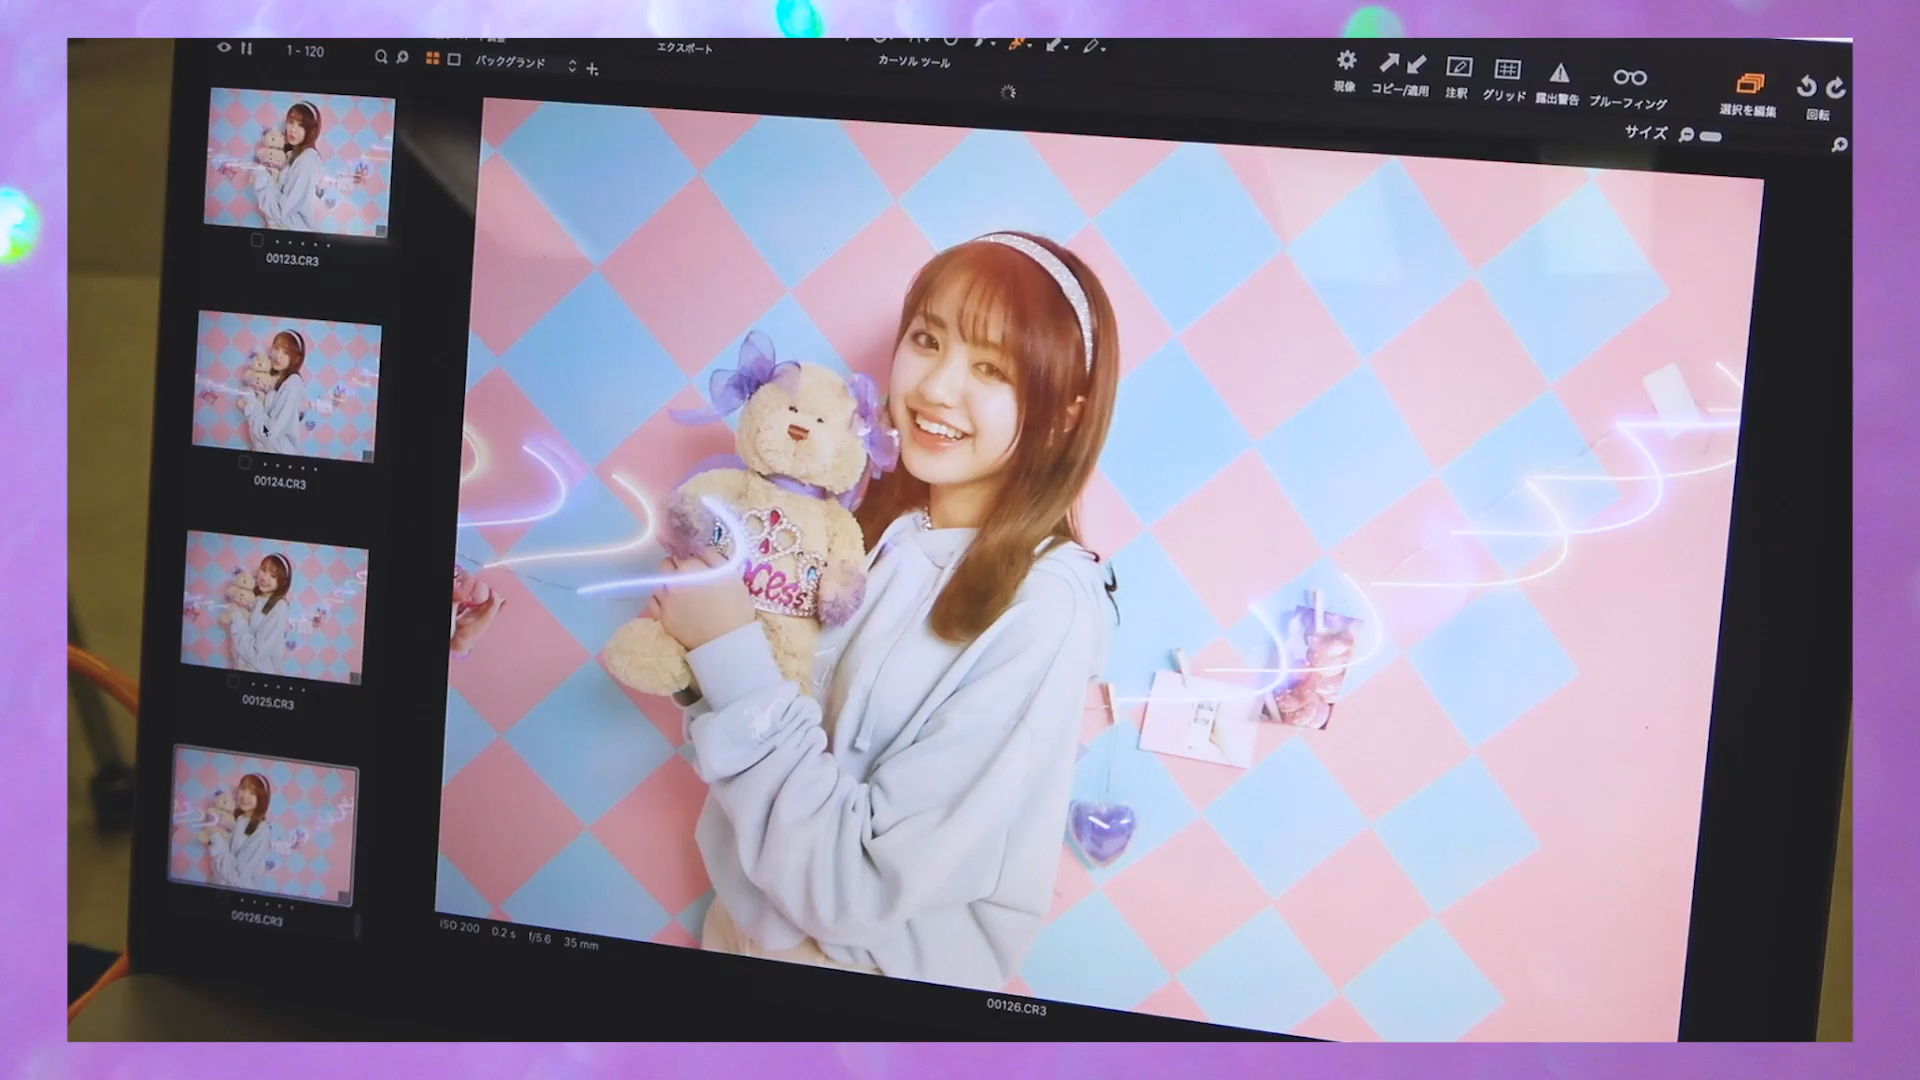 1 - 120
バックグランド
エクスポート
カーソル ツール
現像
コピー/適用
注釈
グリッド
露出警告
プルーフィング
選択を編集
回転
サイズ
00123.CR3
00124.CR3
00125.CR3
00126.CR3
ISO 200 0.2 s f/5.6 35 mm
00126.CR3